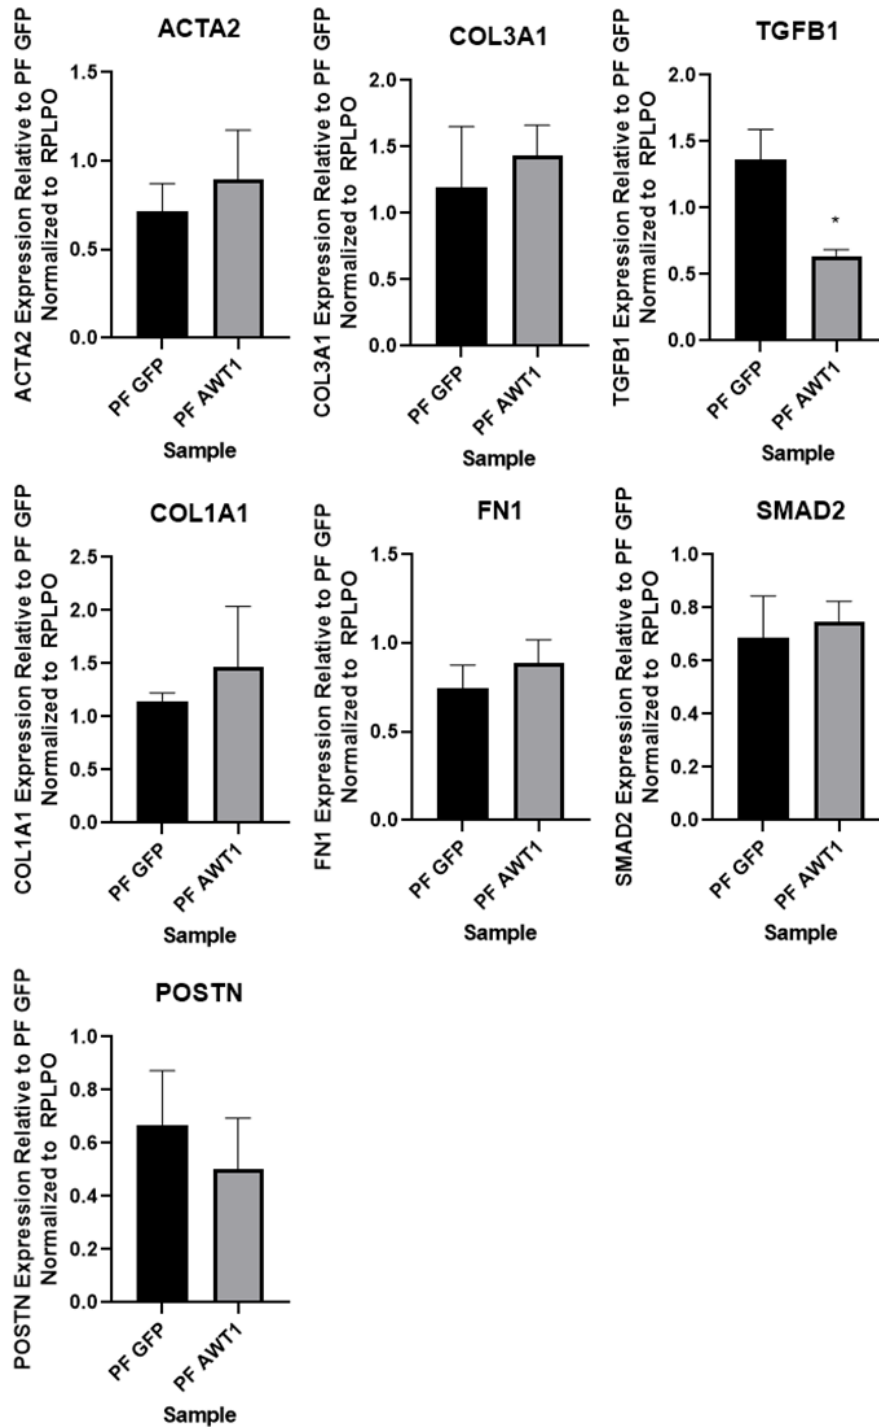 ACTA2
ACTA2 Expression Relative to PF GFP
Normalized to RPLPO
1.5
1.0
0.5
0.0
PF GFP
PF AWT1
Sample
COL3A1
COL3A1 Expression Relative to PF GFP
Normalized to RPLPO
2.0
1.5
1.0
0.5
0.0
PF GFP
PF AWT1
Sample
TGFB1
TGFB1 Expression Relative to PF GFP
Normalized to RPLPO
2.0
1.5
1.0
0.5
0.0
*
PF GFP
PF AWT1
Sample
COL1A1
COL1A1 Expression Relative to PF GFP
Normalized to RPLPO
2.5
2.0
1.5
1.0
0.5
0.0
PF GFP
PF AWT1
Sample
FN1
FN1 Expression Relative to PF GFP
Normalized to RPLPO
1.5
1.0
0.5
0.0
PF GFP
PF AWT1
Sample
SMAD2
SMAD2 Expression Relative to PF GFP
Normalized to RPLPO
1.0
0.8
0.6
0.4
0.2
0.0
PF GFP
PF AWT1
Sample
POSTN
POSTN Expression Relative to PF GFP
Normalized to RPLPO
1.0
0.8
0.6
0.4
0.2
0.0
PF GFP
PF AWT1
Sample